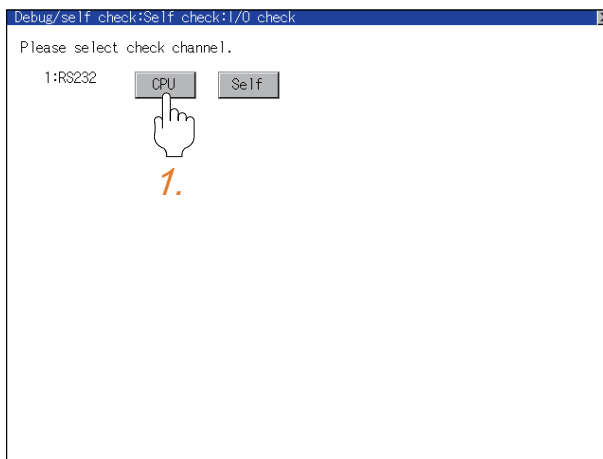 Debug/self check:Self check:I/O check
Please select check channel.
1:RS232 CPU Self
1.